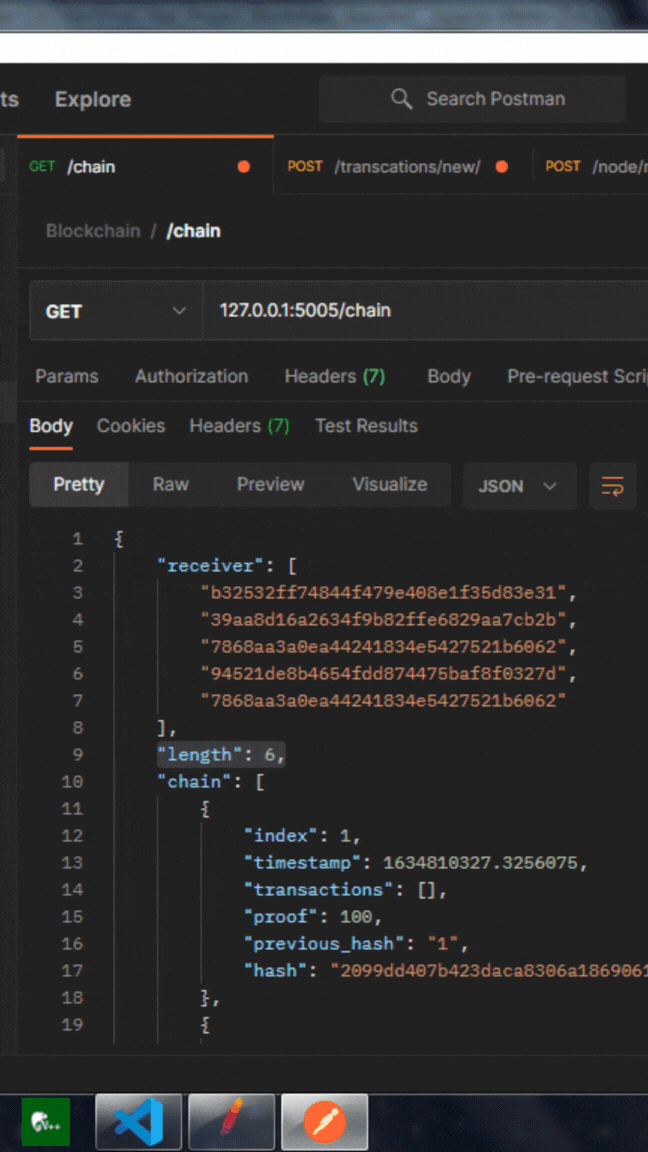 ts Explore Search Postman
GET /chain POST /transcations/new/ POST /node/r
Blockchain / /chain
GET 127.0.0.1:5005/chain
Params Authorization Headers (7) Body Pre-request Scri
Body Cookies Headers (7) Test Results
Pretty Raw Preview Visualize JSON
1 {
2 "receiver": [
3 "b32532ff74844f479e408e1f35d83e31",
4 "39aa8d16a2634f9b82ffe6829aa7cb2b",
5 "7868aa3a0ea44241834e5427521b6062",
6 "94521de8b4654fdd874475baf8f0327d",
7 "7868aa3a0ea44241834e5427521b6062"
8 ],
9 "length": 6,
10 "chain": [
11 {
12 "index": 1,
13 "timestamp": 1634810327.3256075,
14 "transactions": [],
15 "proof": 100,
16 "previous_hash": "1",
17 "hash": "2099dd407b423daca8306a1869061
18 },
19 {
V++